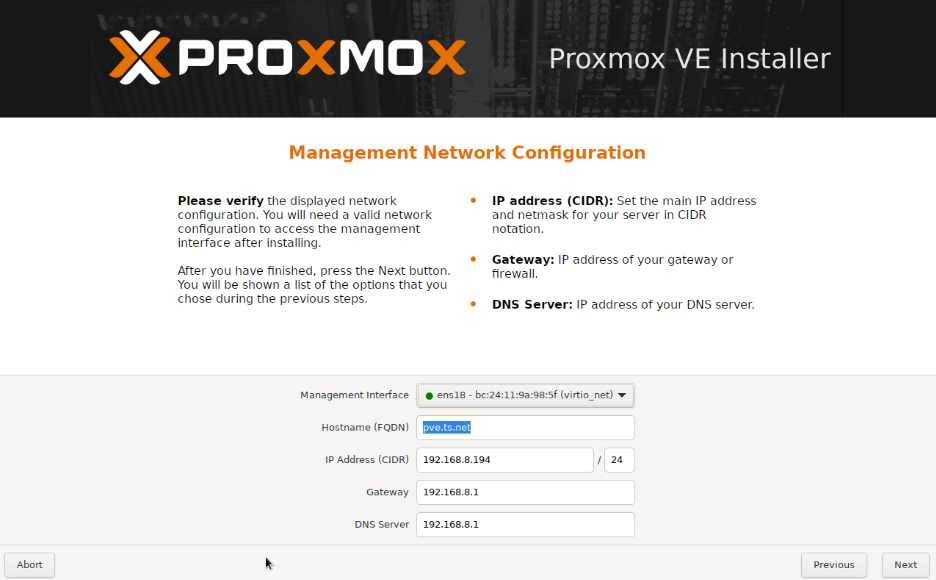 PROXMOX
Proxmox VE Installer
Management Network Configuration
Please verify the displayed network
configuration. You will need a valid network
configuration to access the management
interface after installing.
After you have finished, press the Next button.
You will be shown a list of the options that you
chose during the previous steps.
• IP address (CIDR): Set the main IP address
and netmask for your server in CIDR
notation.
• Gateway: IP address of your gateway or
firewall.
• DNS Server: IP address of your DNS server.
Management Interface ens18 - bc:24:11:9a:98:5f (virtio_net)
Hostname (FQDN) pve.ts.net
IP Address (CIDR) 192.168.8.194 / 24
Gateway 192.168.8.1
DNS Server 192.168.8.1
Abort Previous Next